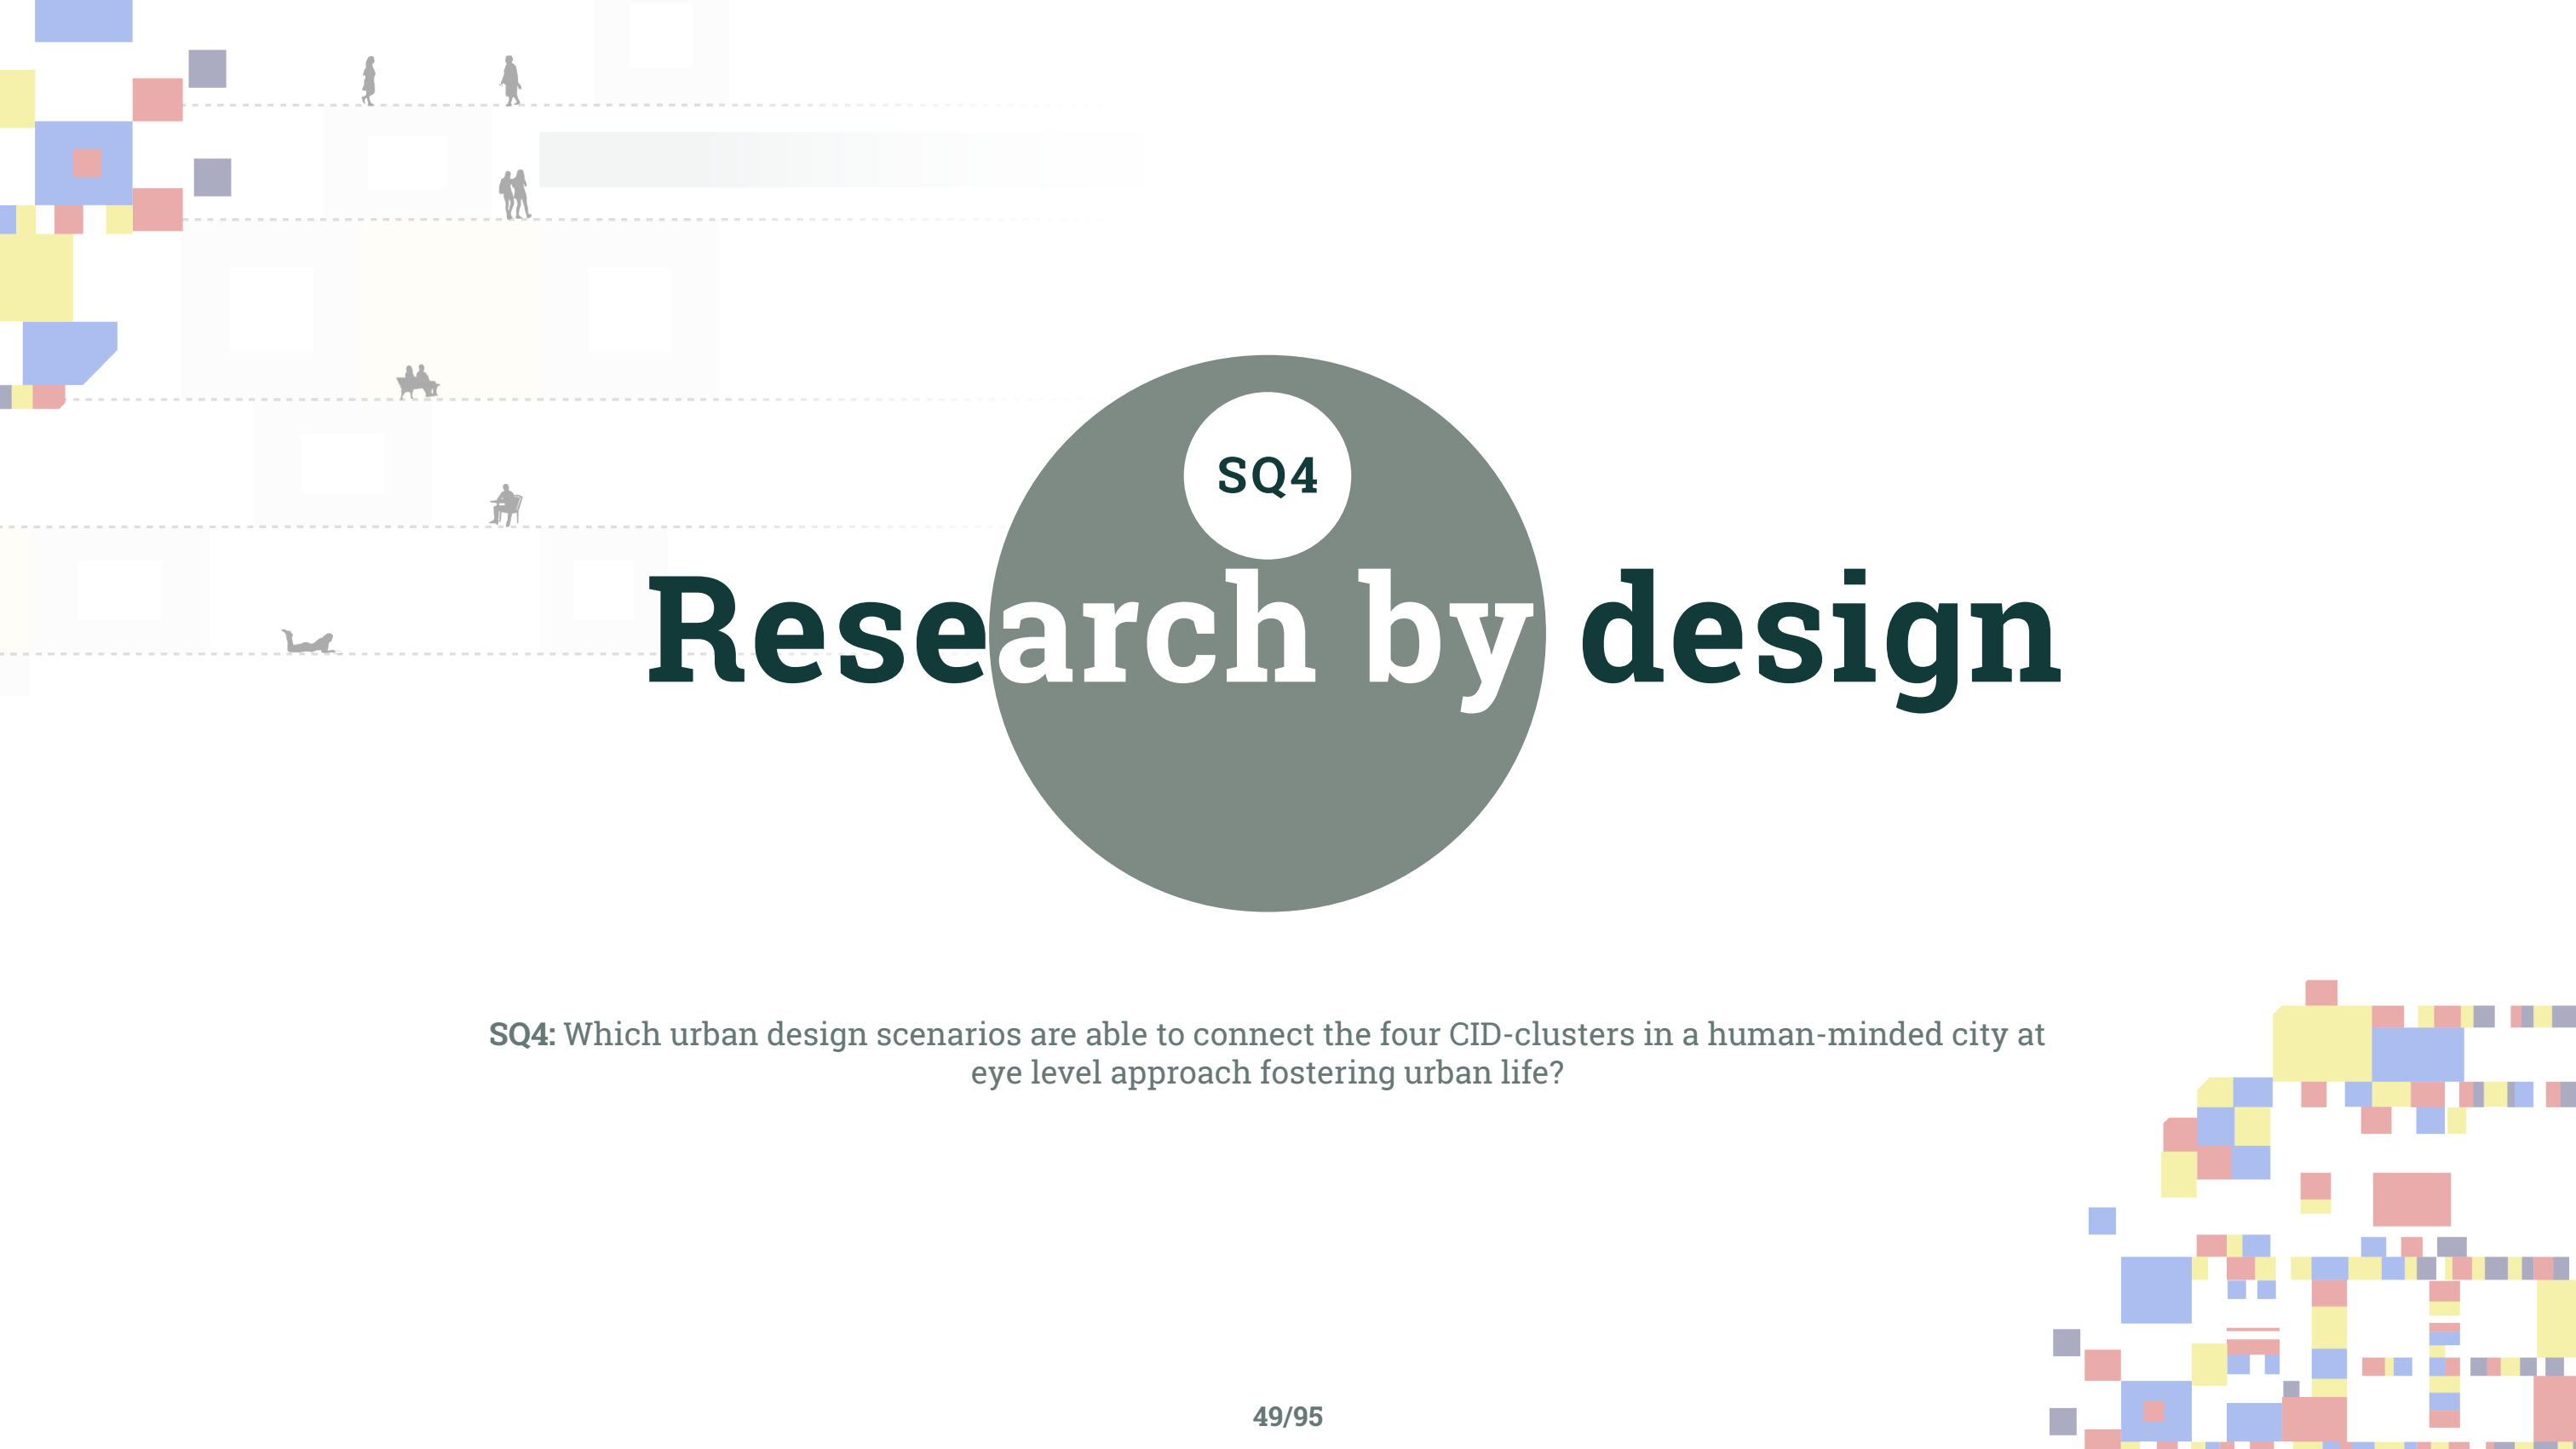 SQ4
Research by design
SQ4: Which urban design scenarios are able to connect the four CID-clusters in a human-minded city at
eye level approach fostering urban life?
49/95